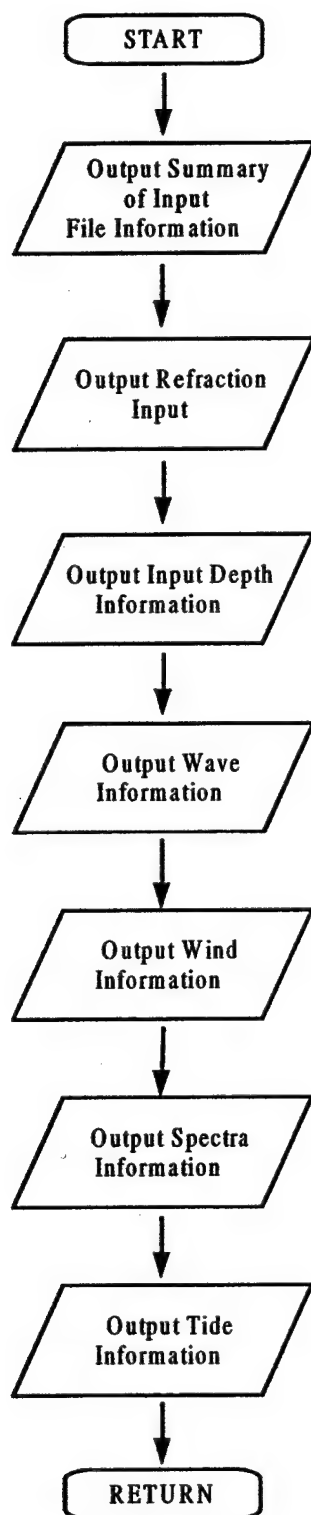 START
Output Summary
of Input
File Information
Output Refraction
Input
Output Input Depth
Information
Output Wave
Information
Output Wind
Information
Output Spectra
Information
Output Tide
Information
RETURN